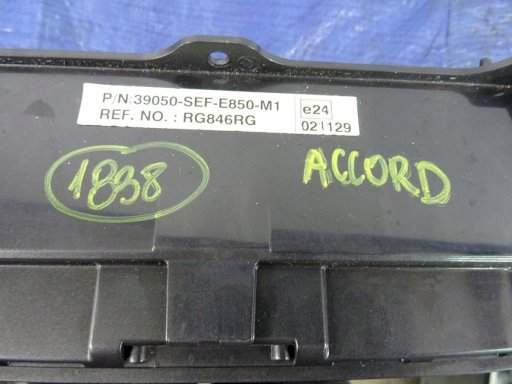 P/N:39050-SEF-E850-M1
REF. NO. : RG846RG
e24
021129
1838
ACCORD